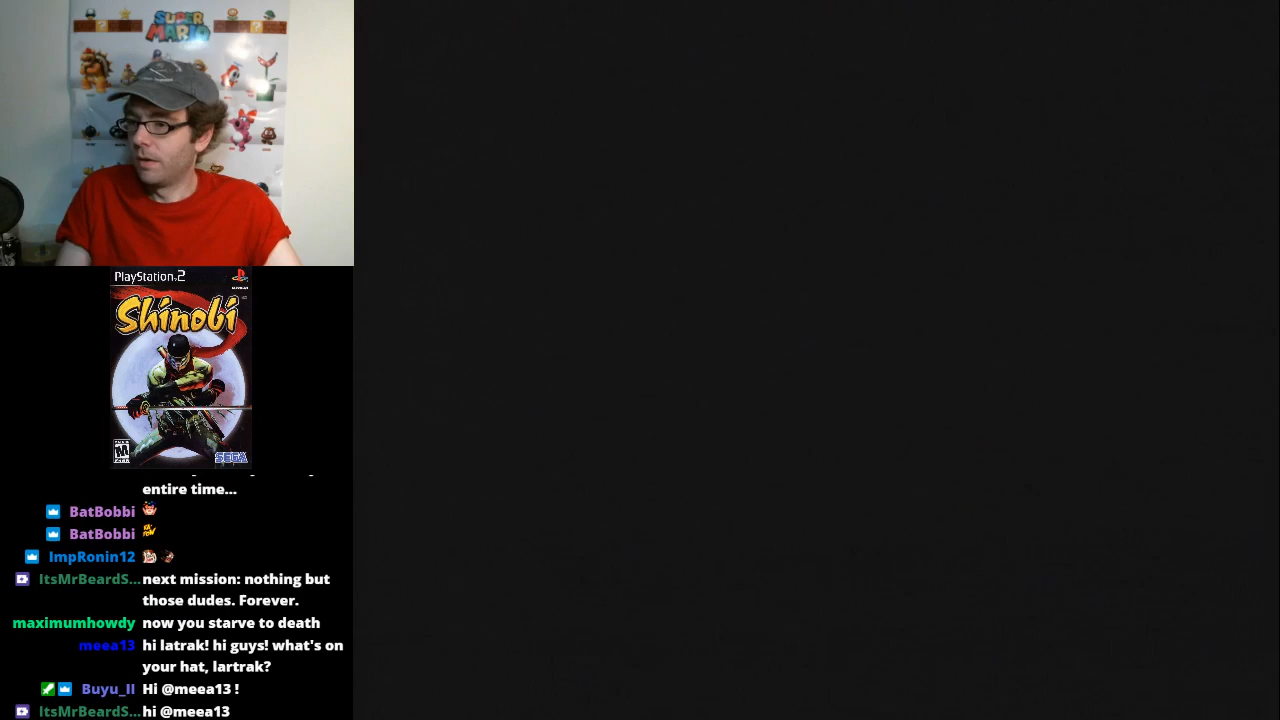 SUPER
MARIO
PlayStation.2
Shinobi
M
SEGA
entire time...
BatBobbi
BatBobbi
ImpRonin12
ItsMrBeardS... next mission: nothing but
those dudes. Forever.
maximumhowdy now you starve to death
meea13 hi latrak! hi guys! what's on
your hat, lartrak?
Buyu_II Hi @meea13 !
ItsMrBeardS... hi @meea13